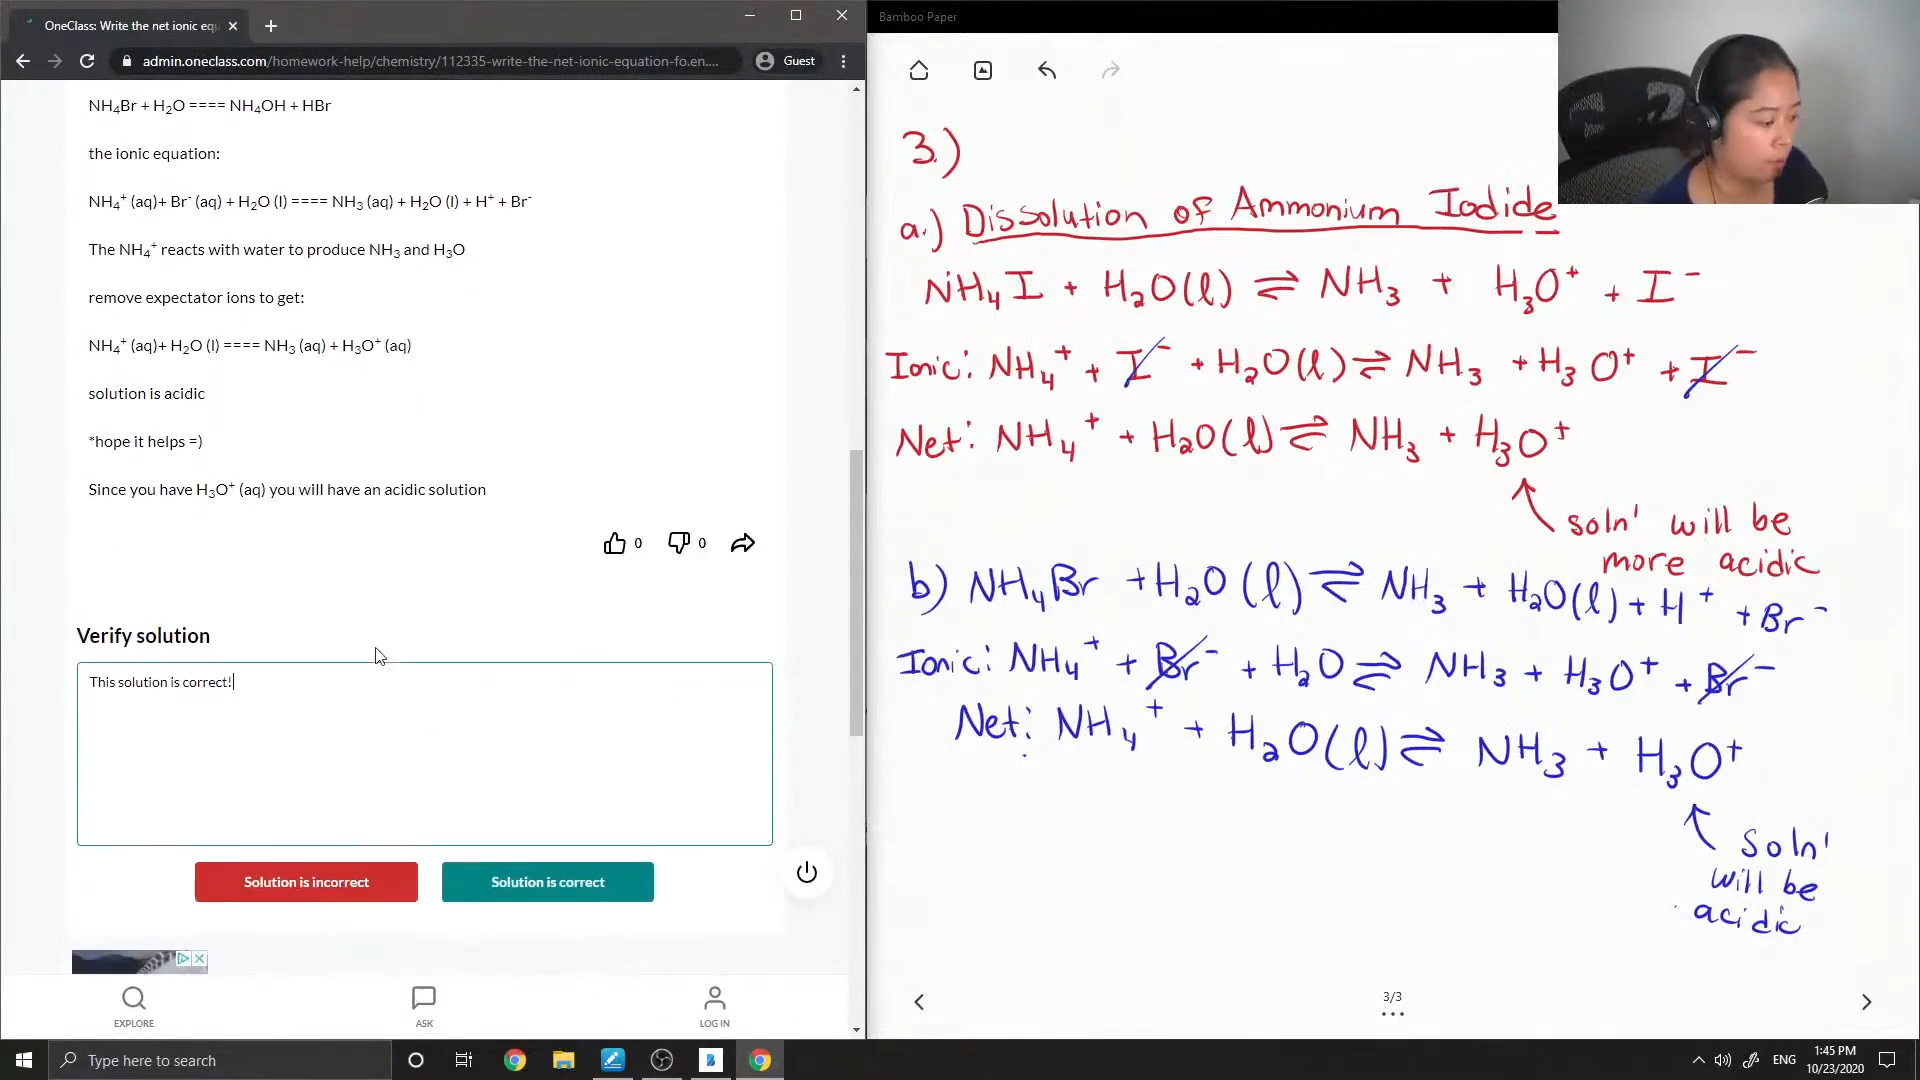 OneClass: Write the net ionic eq
admin.oneclass.com/homework-help/chemistry/112335-write-the-net-ionic-equation-fo.en....
Guest
NH₄Br + H₂O ==== NH₄OH + HBr
the ionic equation:
NH₄⁺ (aq)+ Br⁻ (aq) + H₂O (l) ==== NH₃ (aq) + H₂O (l) + H⁺ + Br⁻
The NH₄⁺ reacts with water to produce NH₃ and H₃O
remove expectator ions to get:
NH₄⁺ (aq)+ H₂O (l) ==== NH₃ (aq) + H₃O⁺ (aq)
solution is acidic
*hope it helps =)
Since you have H₃O⁺ (aq) you will have an acidic solution
0
0
Verify solution
This solution is correct!
Solution is incorrect
Solution is correct
EXPLORE
ASK
LOG IN
Bamboo Paper
3.)
a.) Dissolution of Ammonium Iodide
NH₄I + H₂O(l) ⇌ NH₃ + H₃O⁺ + I⁻
Ionic: NH₄⁺ + I⁻ + H₂O(l) ⇌ NH₃ + H₃O⁺ + I⁻
Net: NH₄⁺ + H₂O(l) ⇌ NH₃ + H₃O⁺
soln' will be
more acidic
b) NH₄Br + H₂O (l) ⇌ NH₃ + H₂O(l) + H⁺ + Br⁻
Ionic: NH₄⁺ + Br⁻ + H₂O ⇌ NH₃ + H₃O⁺ + Br⁻
Net: NH₄⁺ + H₂O(l) ⇌ NH₃ + H₃O⁺
Soln'
will be
acidic
3/3
Type here to search
ENG
1:45 PM
10/23/2020